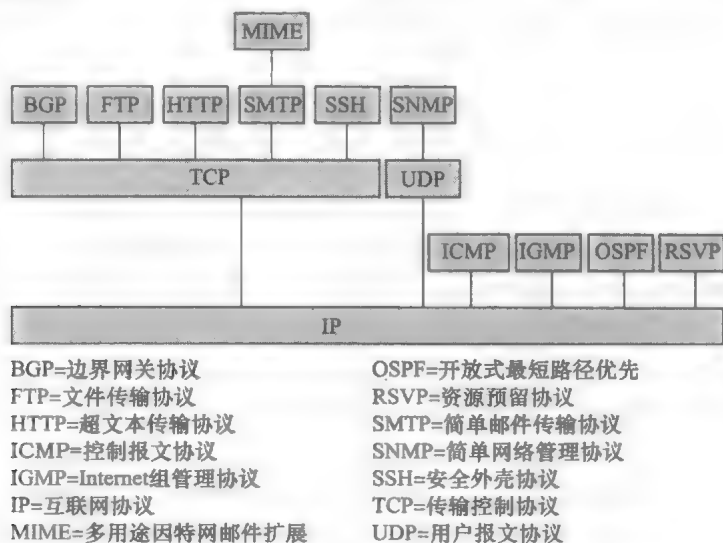 MIME
BGP FTP HTTP SMTP SSH SNMP
TCP UDP
ICMP IGMP OSPF RSVP
IP
BGP=边界网关协议 OSPF=开放式最短路径优先
FTP=文件传输协议 RSVP=资源预留协议
HTTP=超文本传输协议 SMTP=简单邮件传输协议
ICMP=控制报文协议 SNMP=简单网络管理协议
IGMP=Internet组管理协议 SSH=安全外壳协议
IP=互联网协议 TCP=传输控制协议
MIME=多用途因特网邮件扩展 UDP=用户报文协议